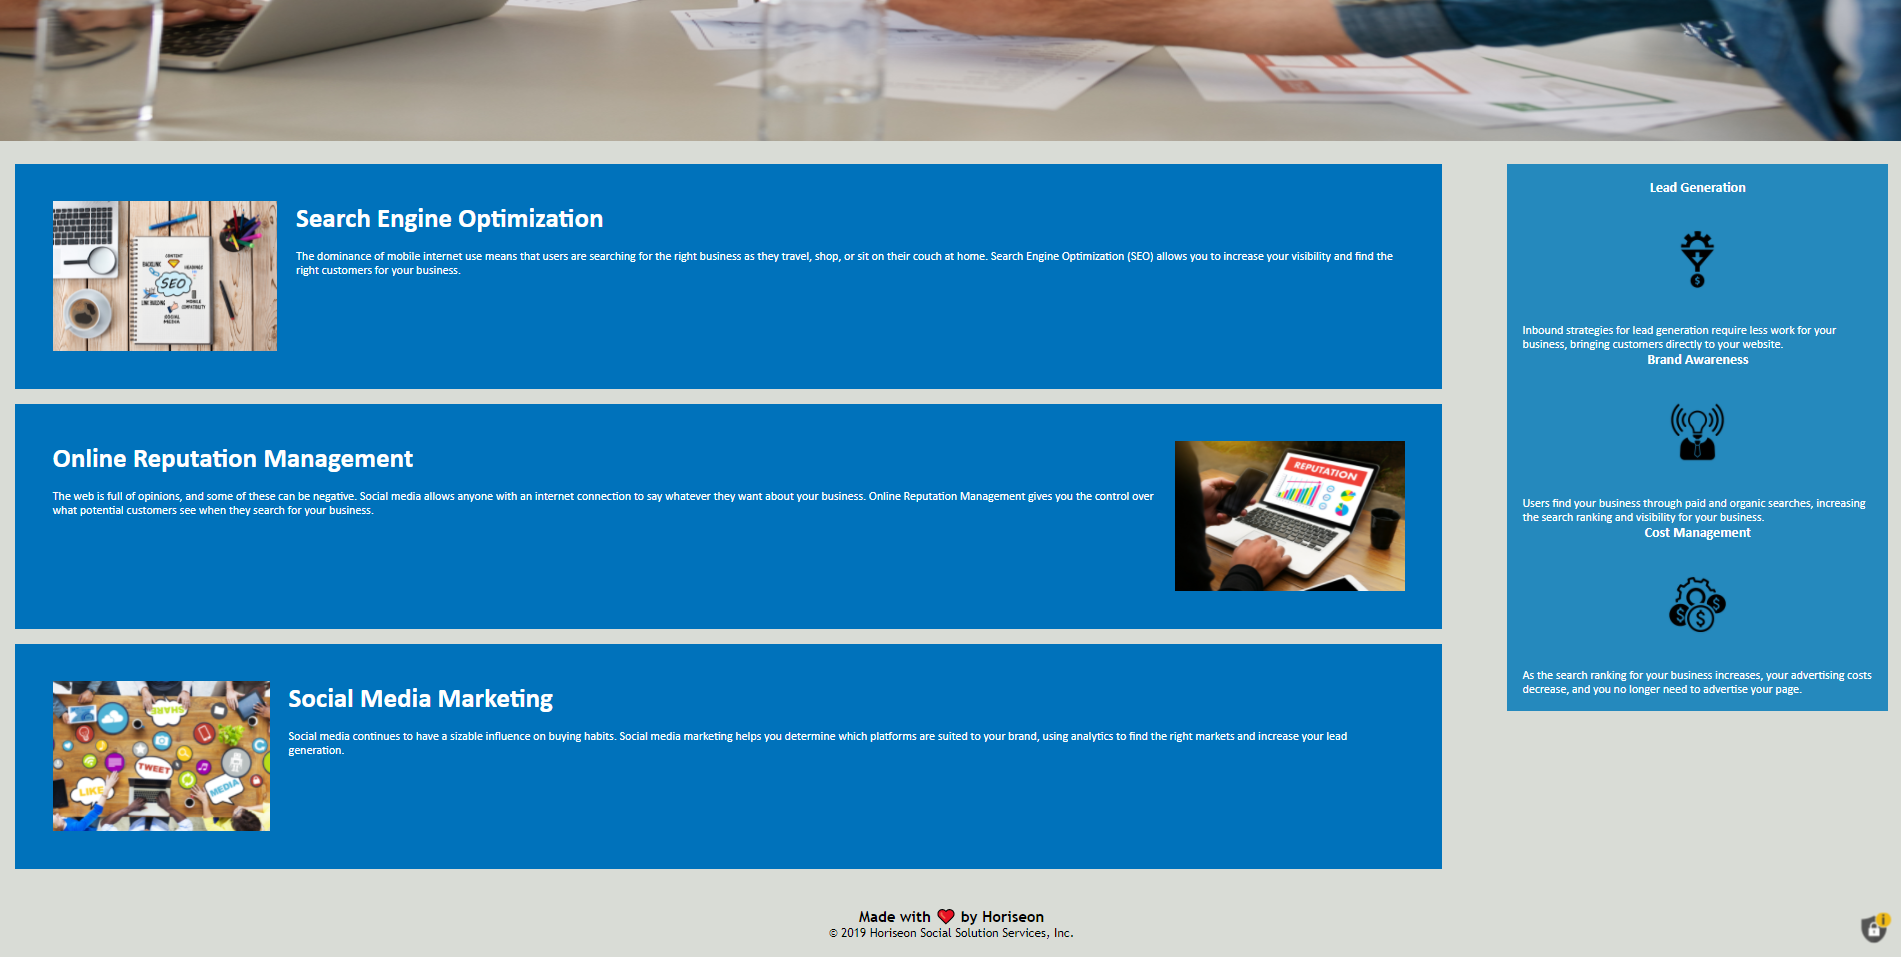 Search Engine Optimization
The dominance of mobile internet use means that users are searching for the right business as they travel, shop, or sit on their couch at home. Search Engine Optimization (SEO) allows you to increase your visibility and find the
right customers for your business.
CONTENT
BACKLINK
SEO
LINK BUILDING
MOBILE
COMPATIBILITY
SOCIAL
MEDIA
Online Reputation Management
The web is full of opinions, and some of these can be negative. Social media allows anyone with an internet connection to say whatever they want about your business. Online Reputation Management gives you the control over
what potential customers see when they search for your business.
REPUTATION
Social Media Marketing
Social media continues to have a sizable influence on buying habits. Social media marketing helps you determine which platforms are suited to your brand, using analytics to find the right markets and increase your lead
generation.
SHARE
TWEET
LIKE
MEDIA
Lead Generation
Inbound strategies for lead generation require less work for your
business, bringing customers directly to your website.
Brand Awareness
Users find your business through paid and organic searches, increasing
the search ranking and visibility for your business.
Cost Management
As the search ranking for your business increases, your advertising costs
decrease, and you no longer need to advertise your page.
Made with ❤️ by Horiseon
© 2019 Horiseon Social Solution Services, Inc.